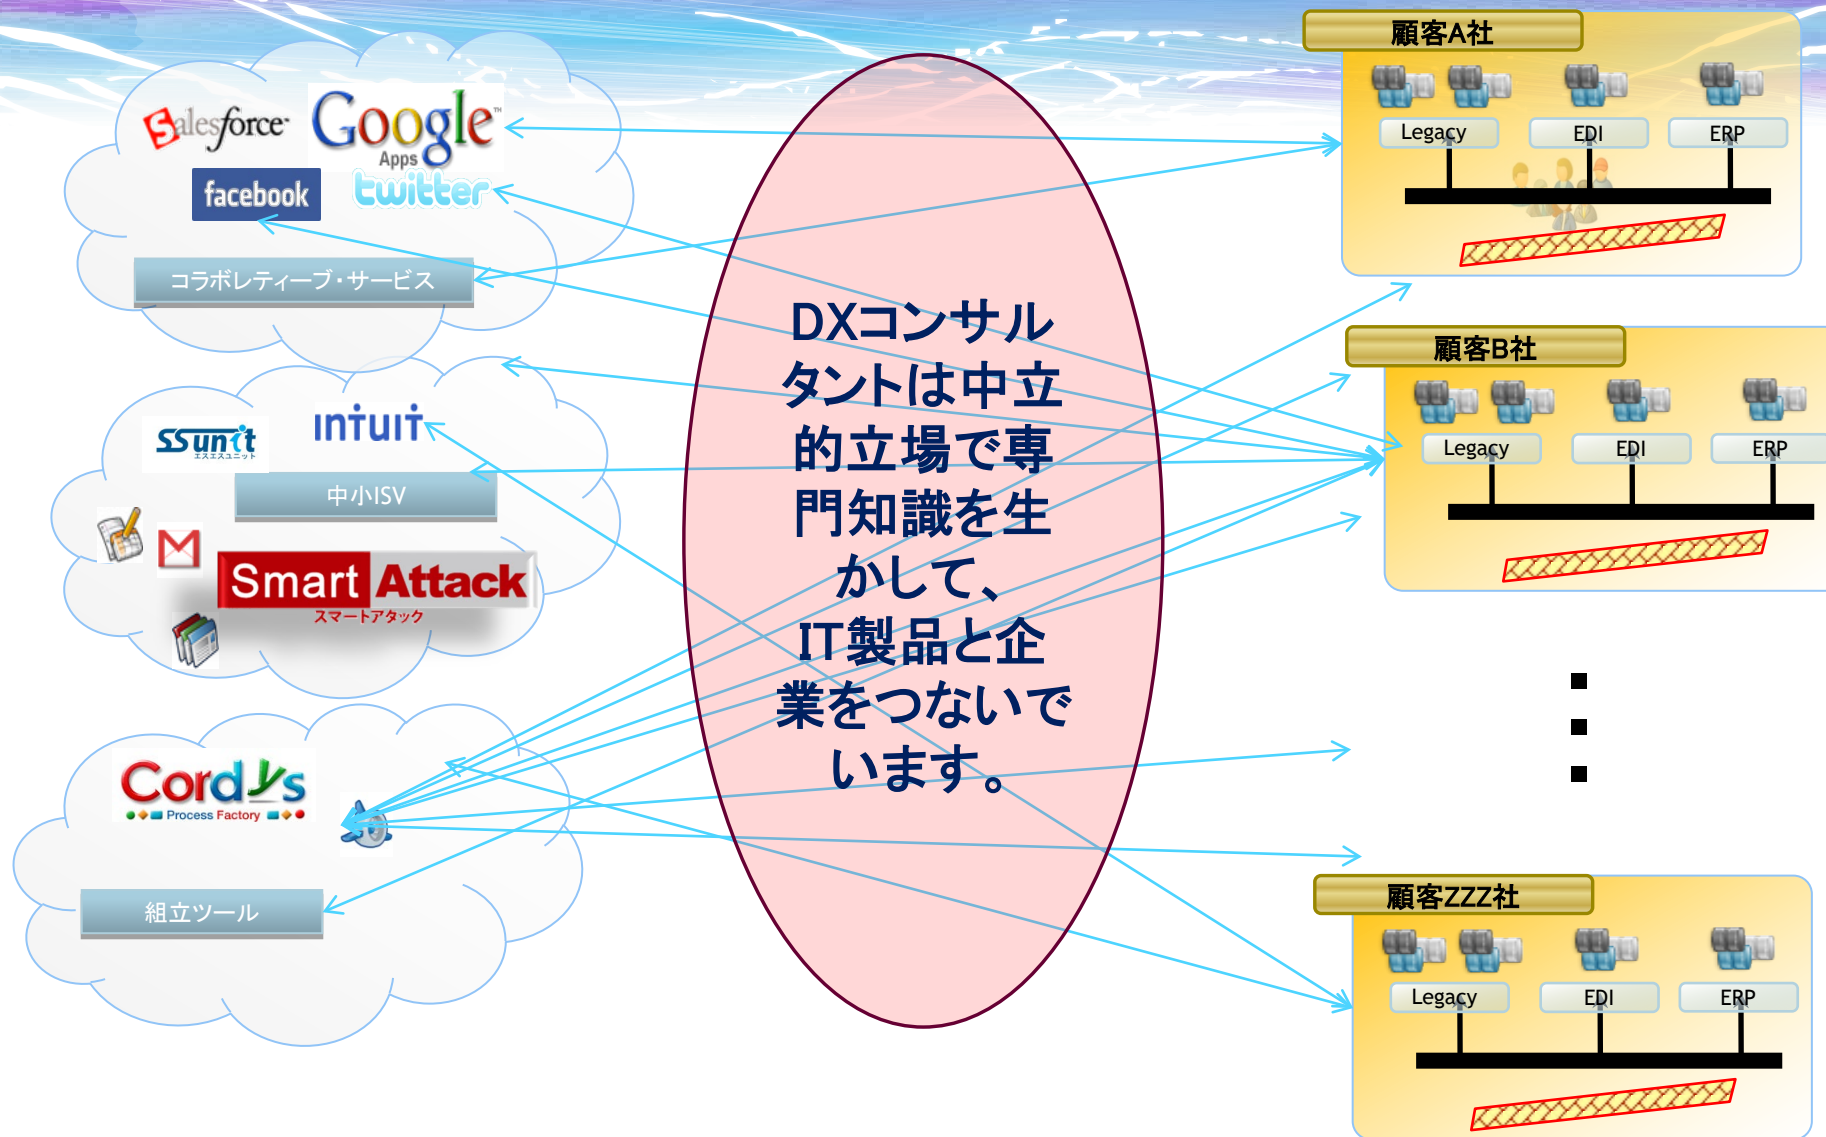 Salesforce
Google™
Apps
facebook
twitter
コラボレティーブ・サービス
SSunit
エスエスユニット
intuit
中小ISV
Smart Attack
スマートアタック
Cordys
Process Factory
組立ツール
DXコンサル
タントは中立
的立場で専
門知識を生
かして、
IT製品と企
業をつないで
います。
顧客A社
Legacy
EDI
ERP
顧客B社
Legacy
EDI
ERP
顧客ZZZ社
Legacy
EDI
ERP